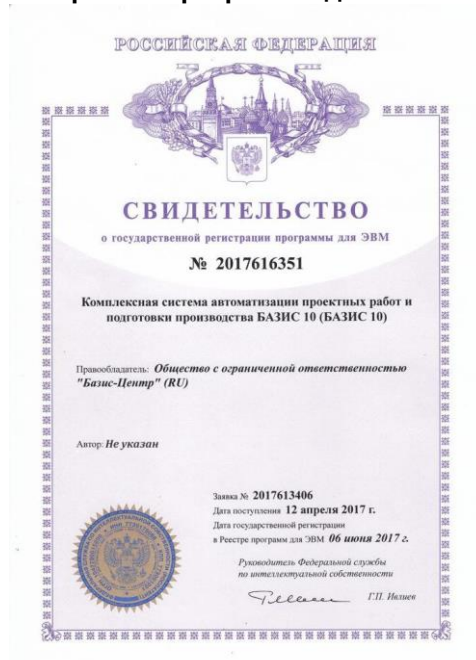 РОССИЙСКАЯ ФЕДЕРАЦИЯ
СВИДЕТЕЛЬСТВО
о государственной регистрации программы для ЭВМ
№ 2017616351
Комплексная система автоматизации проектных работ и
подготовки производства БАЗИС 10 (БАЗИС 10)
Правообладатель: Общество с ограниченной ответственностью
"Базис-Центр" (RU)
Автор: Не указан
Заявка № 2017613406
Дата поступления 12 апреля 2017 г.
Дата государственной регистрации
в Реестре программ для ЭВМ 06 июня 2017 г.
Руководитель Федеральной службы
по интеллектуальной собственности
Г.П. Ивлиев